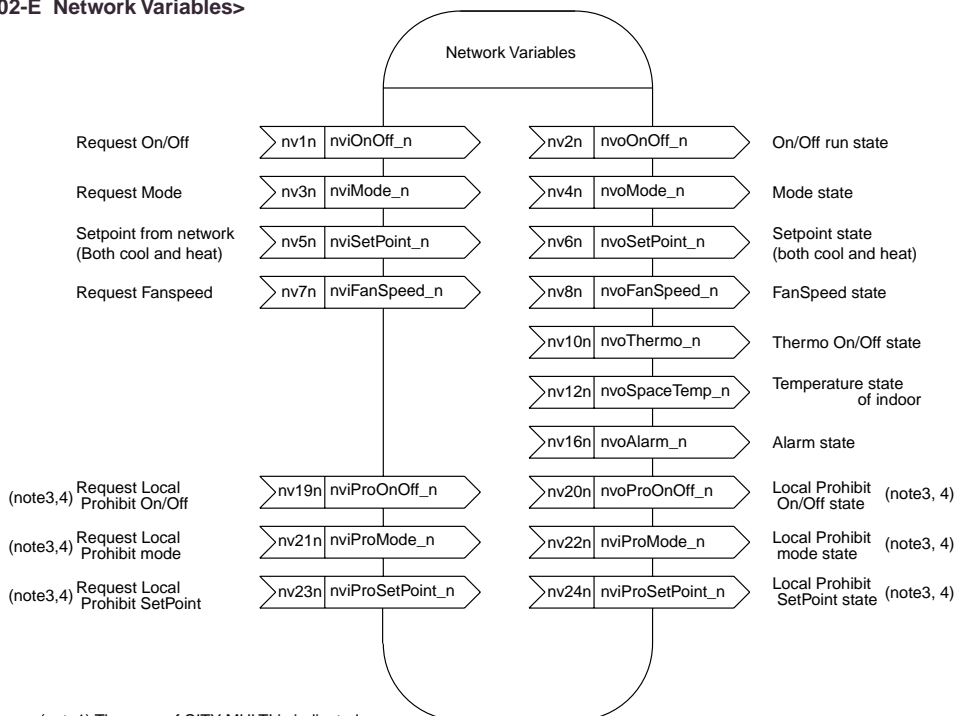 02-E Network Variables>
Network Variables
Request On/Off nv1n nviOnOff_n nv2n nvoOnOff_n On/Off run state
Request Mode nv3n nviMode_n nv4n nvoMode_n Mode state
Setpoint from network
(Both cool and heat) nv5n nviSetPoint_n nv6n nvoSetPoint_n Setpoint state
(both cool and heat)
Request Fanspeed nv7n nviFanSpeed_n nv8n nvoFanSpeed_n FanSpeed state
nv10n nvoThermo_n Thermo On/Off state
nv12n nvoSpaceTemp_n Temperature state
of indoor
nv16n nvoAlarm_n Alarm state
(note3,4) Request Local
Prohibit On/Off nv19n nviProOnOff_n nv20n nvoProOnOff_n Local Prohibit
On/Off state (note3, 4)
(note3,4) Request Local
Prohibit mode nv21n nviProMode_n nv22n nviProMode_n Local Prohibit
mode state (note3, 4)
(note3,4) Request Local
Prohibit SetPoint nv23n nviProSetPoint_n nv24n nviProSetPoint_n Local Prohibit
SetPoint state (note3, 4)